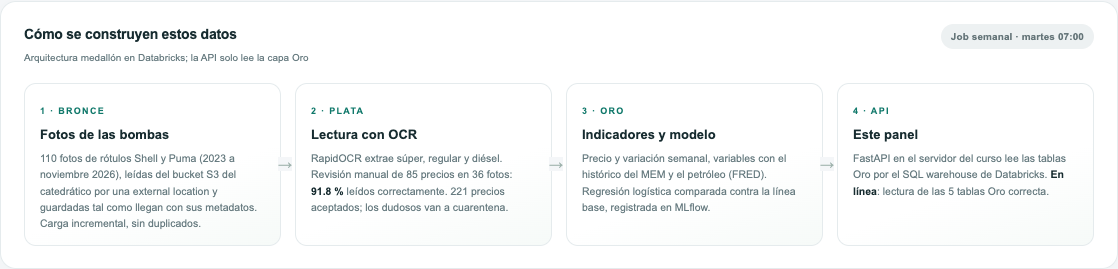 Cómo se construyen estos datos
Job semanal · martes 07:00
Arquitectura medallón en Databricks; la API solo lee la capa Oro
1 · BRONCE
Fotos de las bombas
110 fotos de rótulos Shell y Puma (2023 a
noviembre 2026), leídas del bucket S3 del
catedrático por una external location y
guardadas tal como llegan con sus metadatos.
Carga incremental, sin duplicados.
→
2 · PLATA
Lectura con OCR
RapidOCR extrae súper, regular y diésel.
Revisión manual de 85 precios en 36 fotos:
91.8 % leídos correctamente. 221 precios
aceptados; los dudosos van a cuarentena.
→
3 · ORO
Indicadores y modelo
Precio y variación semanal, variables con el
histórico del MEM y el petróleo (FRED).
Regresión logística comparada contra la línea
base, registrada en MLflow.
→
4 · API
Este panel
FastAPI en el servidor del curso lee las tablas
Oro por el SQL warehouse de Databricks. En
línea: lectura de las 5 tablas Oro correcta.